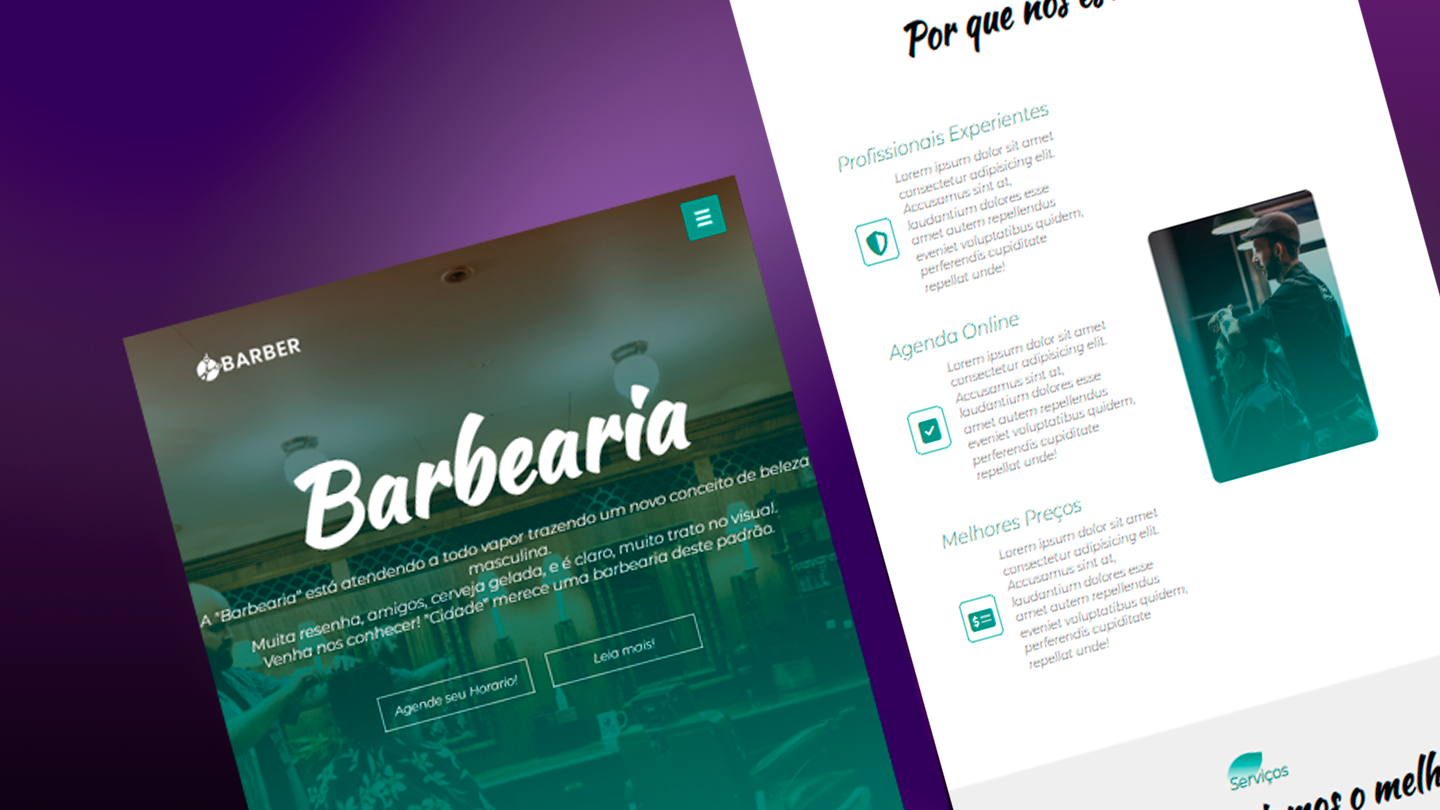 BARBER
Barbearia
A "Barbearia" está atendendo a todo vapor trazendo um novo conceito de beleza
masculina.
Muita resenha, amigos, cerveja gelada, e é claro, muito trato no visual.
Venha nos conhecer! "Cidade" merece uma barbearia deste padrão.
Agende seu Horario!
Leia mais!
Por que nos
Profissionais Experientes
Lorem ipsum dolor sit amet
consectetur adipisicing elit.
Accusamus sint at,
laudantium dolores esse
amet autem repellendus
eveniet voluptatibus quidem,
perferendis cupiditate
repellat unde!
Agenda Online
Lorem ipsum dolor sit amet
consectetur adipisicing elit.
Accusamus sint at,
laudantium dolores esse
amet autem repellendus
eveniet voluptatibus quidem,
perferendis cupiditate
repellat unde!
Melhores Preços
Lorem ipsum dolor sit amet
consectetur adipisicing elit.
Accusamus sint at,
laudantium dolores esse
amet autem repellendus
eveniet voluptatibus quidem,
perferendis cupiditate
repellat unde!
Serviços
o melh